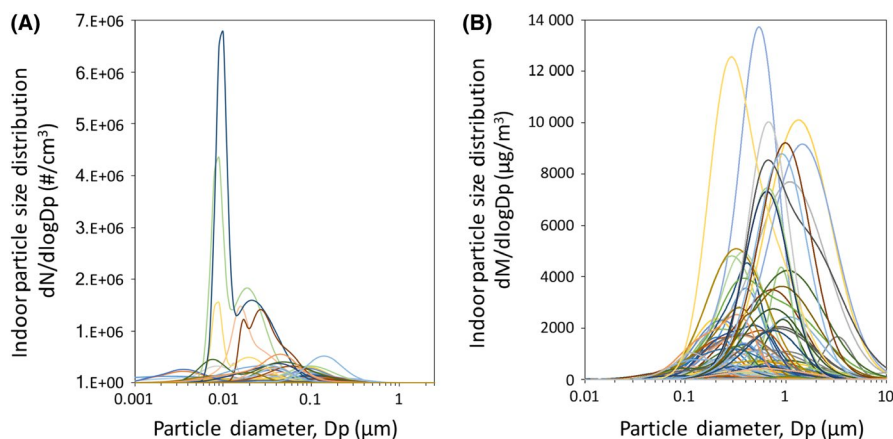 (A)
Indoor particle size distribution
dN/dlogDp (#/cm³)
7.E+06
6.E+06
5.E+06
4.E+06
3.E+06
2.E+06
1.E+06
1.E+00
0.001
0.01
0.1
1
Particle diameter, Dp (µm)
(B)
Indoor particle size distribution
dM/dlogDp (µg/m³)
14 000
12 000
10 000
8000
6000
4000
2000
0
0.01
0.1
1
10
Particle diameter, Dp (µm)